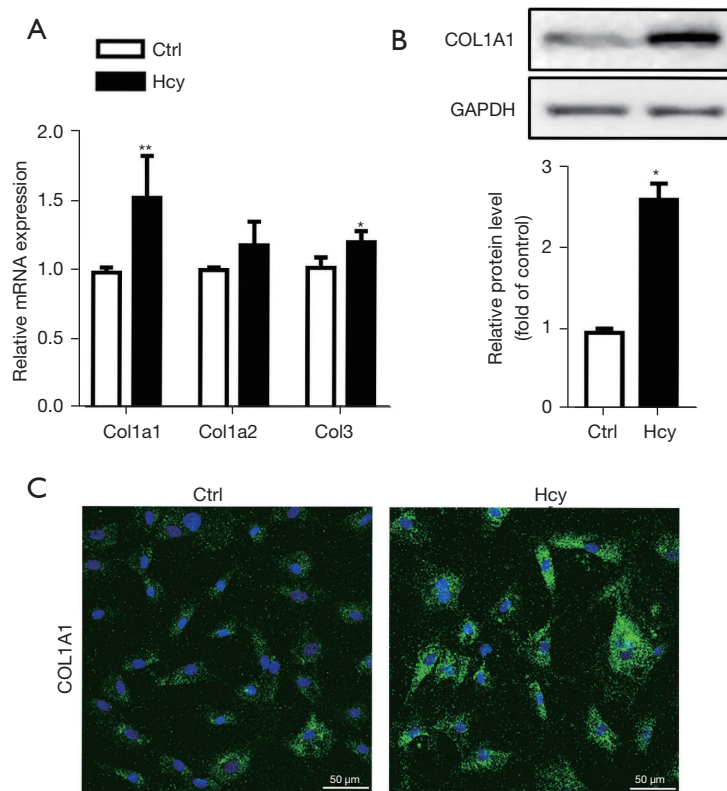 A
Ctrl
Hcy
Relative mRNA expression
2.0
1.5
1.0
0.5
0.0
**
*
Col1a1
Col1a2
Col3
B
COL1A1
GAPDH
Relative protein level
(fold of control)
3
2
1
0
*
Ctrl
Hcy
C
Ctrl
Hcy
COL1A1
50 µm
50 µm